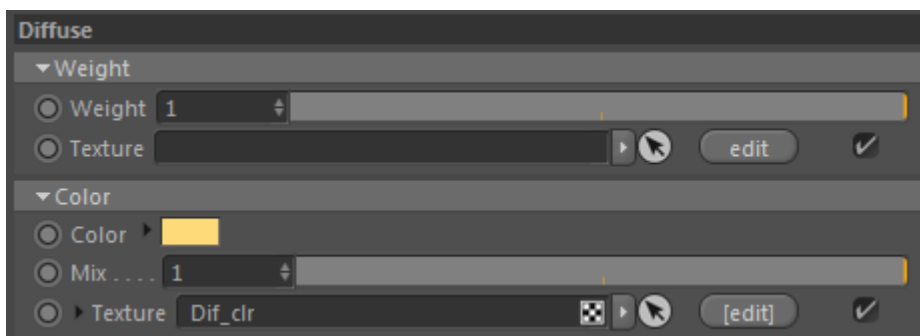 Diffuse
Weight
Weight 1
Texture edit
Color
Color
Mix . . . . 1
Texture Dif_clr [edit]